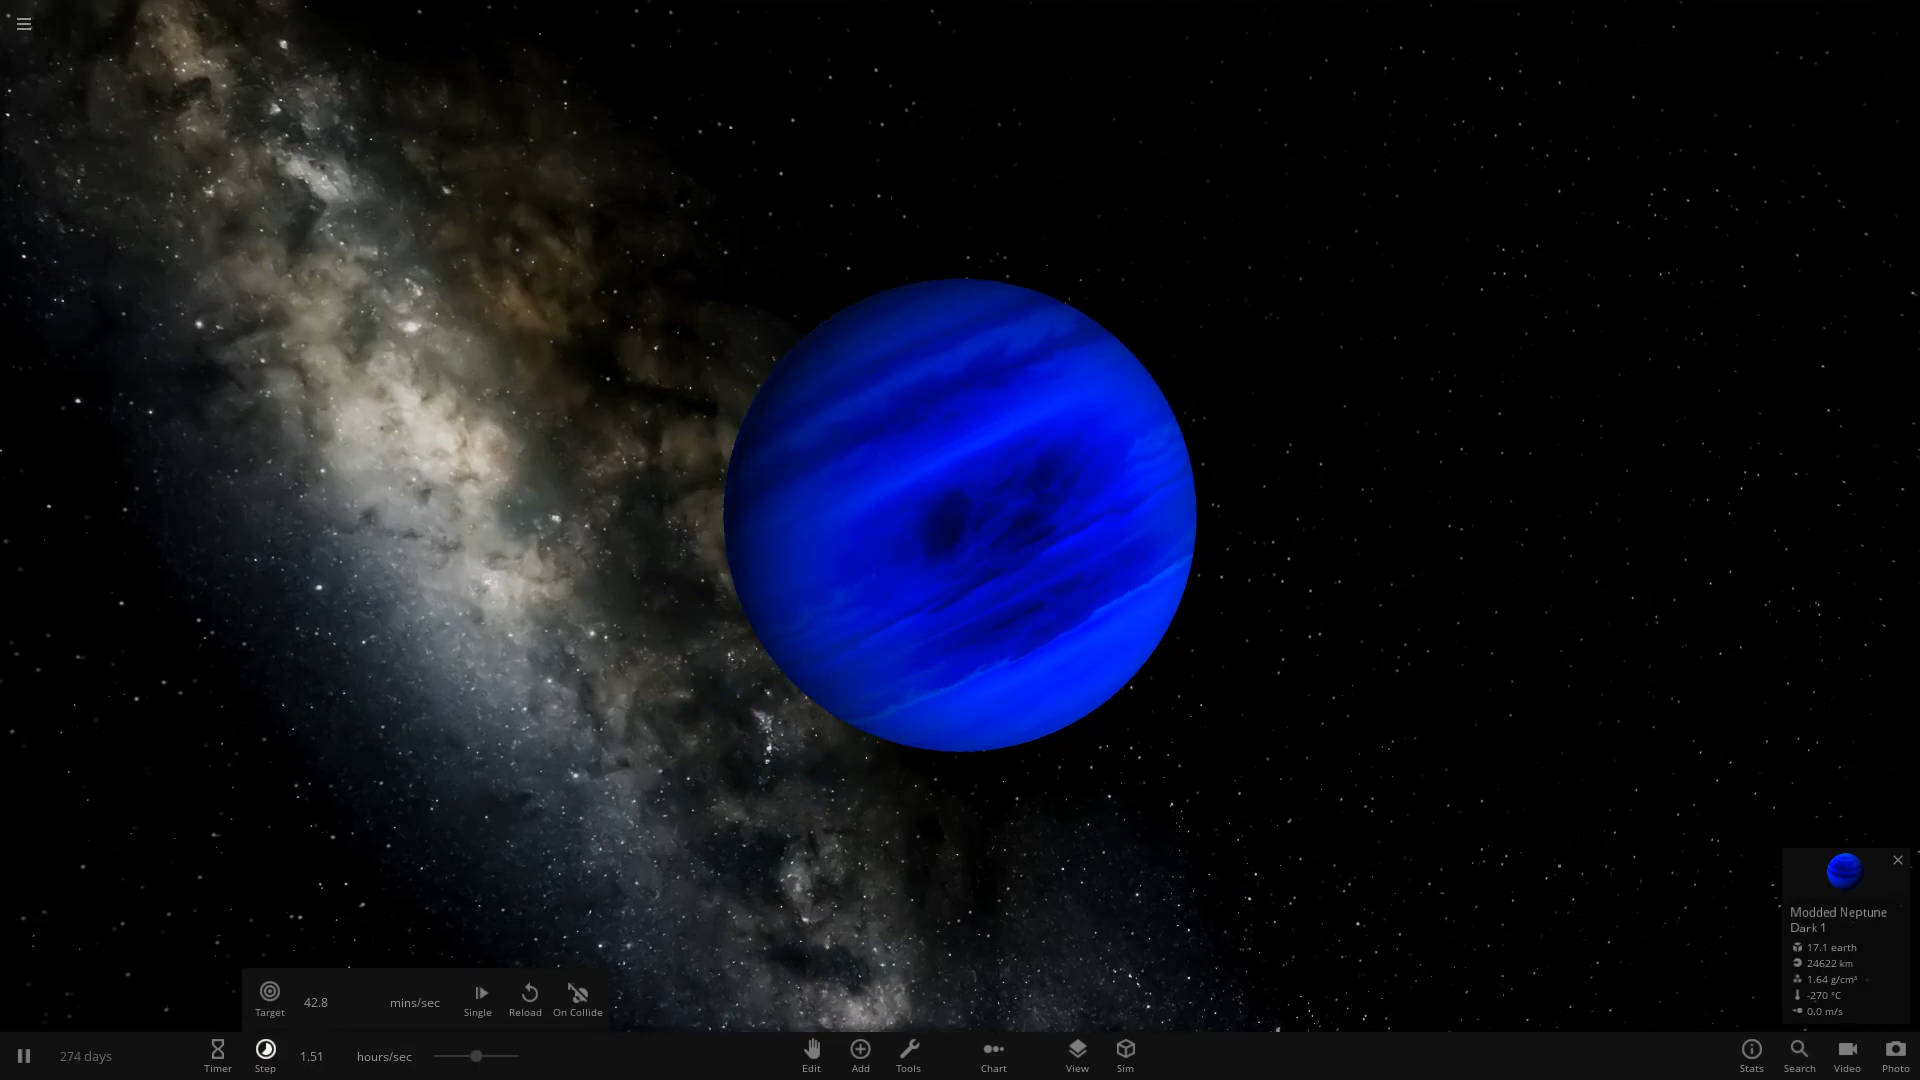 Modded Neptune
Dark 1
17.1 earth
24622 km
1.64 g/cm³
-270 °C
0.0 m/s
42.8 mins/sec
Target Single Reload On Collide
274 days 1.51 hours/sec
Timer Step Edit Add Tools Chart View Sim Stats Search Video Photo